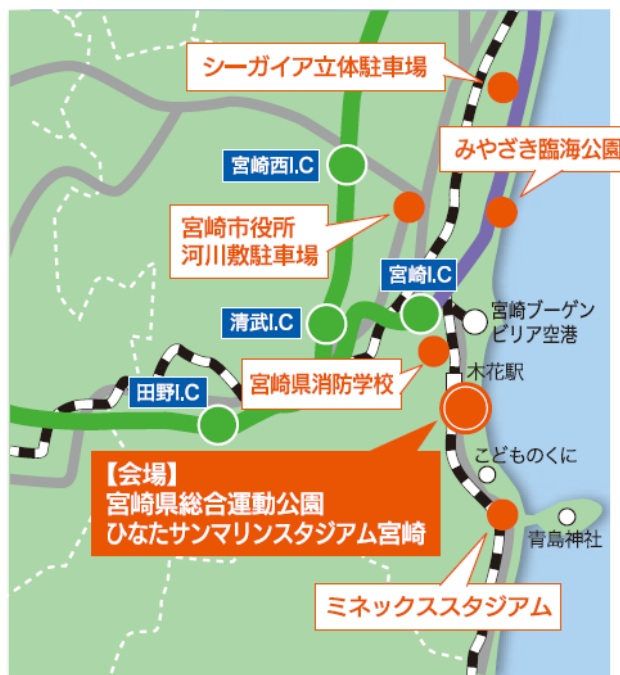 シーガイア立体駐車場
みやざき臨海公園
宮崎西I.C
宮崎市役所
河川敷駐車場
宮崎I.C
清武I.C
宮崎ブーゲン
ビリア空港
宮崎県消防学校
木花駅
田野I.C
【会場】
宮崎県総合運動公園
ひなたサンマリンスタジアム宮崎
こどものくに
青島神社
ミネックススタジアム